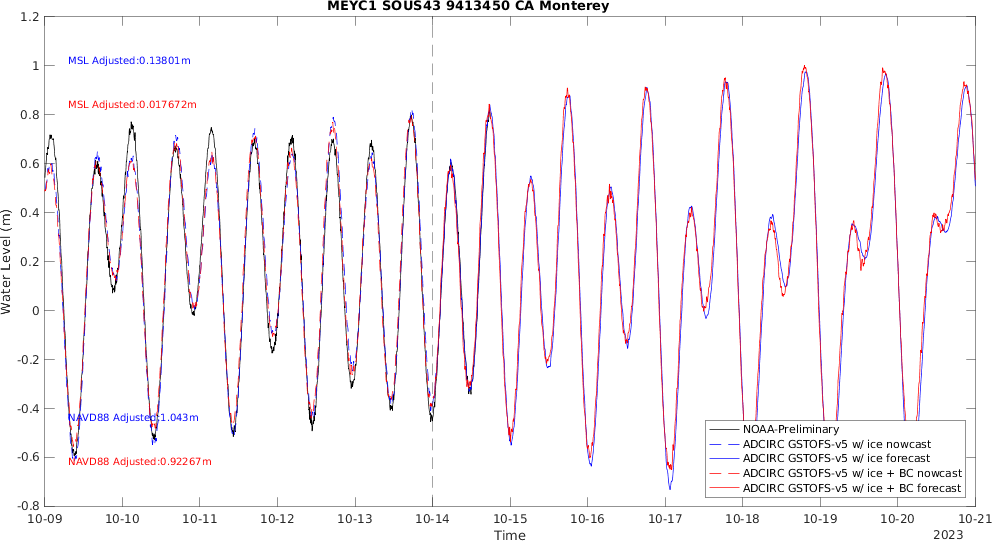 MEYC1 SOUS43 9413450 CA Monterey
1.2
1
0.8
0.6
0.4
0.2
0
-0.2
-0.4
-0.6
-0.8
Water Level (m)
MSL Adjusted:0.13801m
MSL Adjusted:0.017672m
NAVD88 Adjusted:1.043m
NAVD88 Adjusted:0.92267m
NOAA-Preliminary
ADCIRC GSTOFS-v5 w/ ice nowcast
ADCIRC GSTOFS-v5 w/ ice forecast
ADCIRC GSTOFS-v5 w/ ice + BC nowcast
ADCIRC GSTOFS-v5 w/ ice + BC forecast
10-09 10-10 10-11 10-12 10-13 10-14 10-15 10-16 10-17 10-18 10-19 10-20 10-21
Time
2023